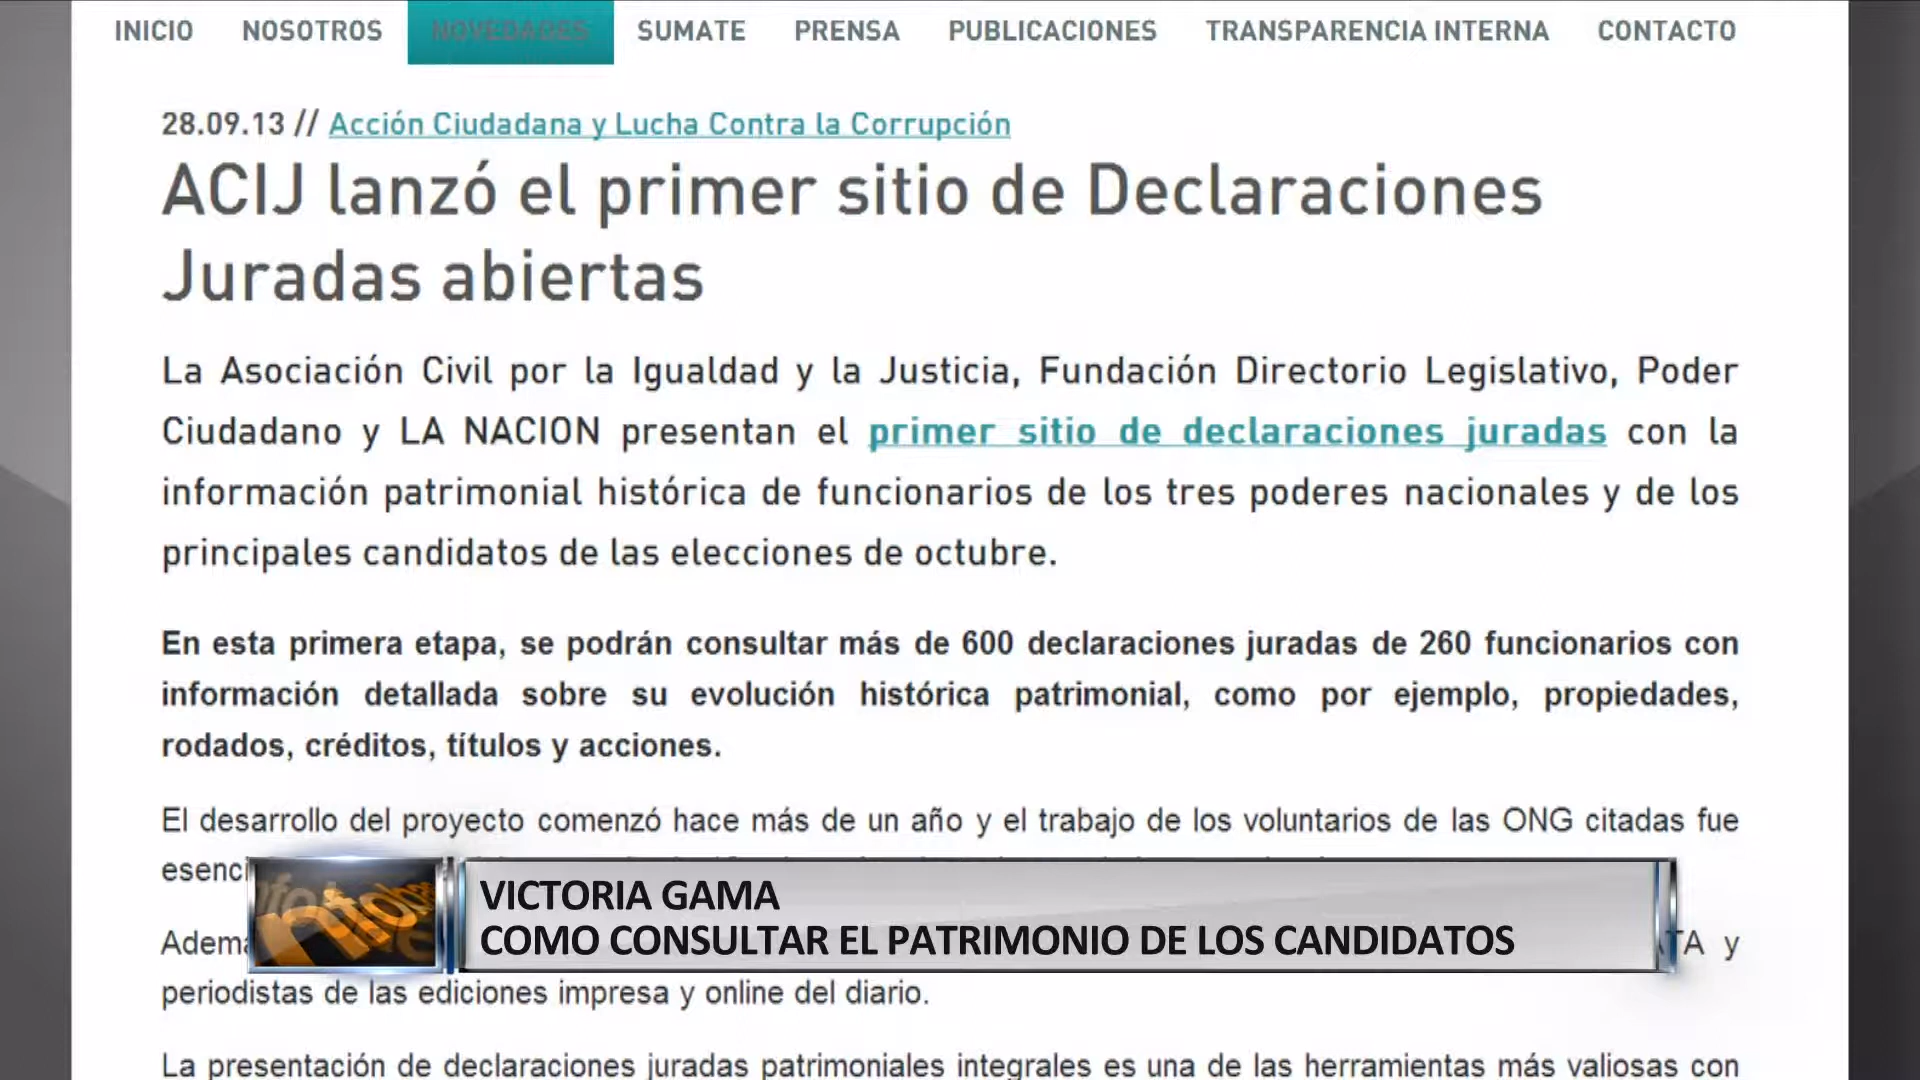 INICIO NOSOTROS NOVEDADES SUMATE PRENSA PUBLICACIONES TRANSPARENCIA INTERNA CONTACTO
28.09.13 // Acción Ciudadana y Lucha Contra la Corrupción
ACIJ lanzó el primer sitio de Declaraciones
Juradas abiertas
La Asociación Civil por la Igualdad y la Justicia, Fundación Directorio Legislativo, Poder
Ciudadano y LA NACION presentan el primer sitio de declaraciones juradas con la
información patrimonial histórica de funcionarios de los tres poderes nacionales y de los
principales candidatos de las elecciones de octubre.
En esta primera etapa, se podrán consultar más de 600 declaraciones juradas de 260 funcionarios con
información detallada sobre su evolución histórica patrimonial, como por ejemplo, propiedades,
rodados, créditos, títulos y acciones.
El desarrollo del proyecto comenzó hace más de un año y el trabajo de los voluntarios de las ONG citadas fue
VICTORIA GAMA
COMO CONSULTAR EL PATRIMONIO DE LOS CANDIDATOS
y
periodistas de las ediciones impresa y online del diario.
La presentación de declaraciones juradas patrimoniales integrales es una de las herramientas más valiosas con